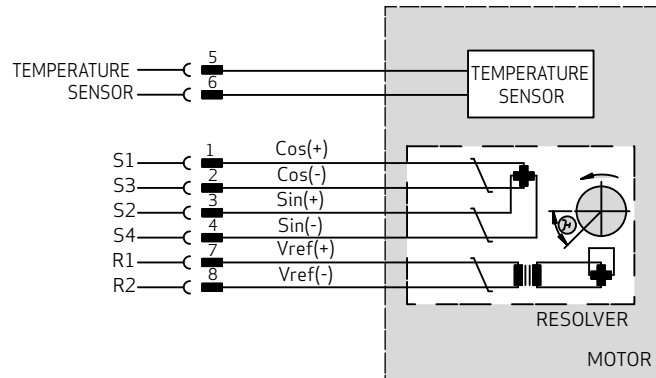 5
TEMPERATURE
SENSOR
6
TEMPERATURE
SENSOR
S1 1 Cos(+)
S3 2 Cos(-)
S2 3 Sin(+)
S4 4 Sin(-)
R1 7 Vref(+)
R2 8 Vref(-)
RESOLVER
MOTOR